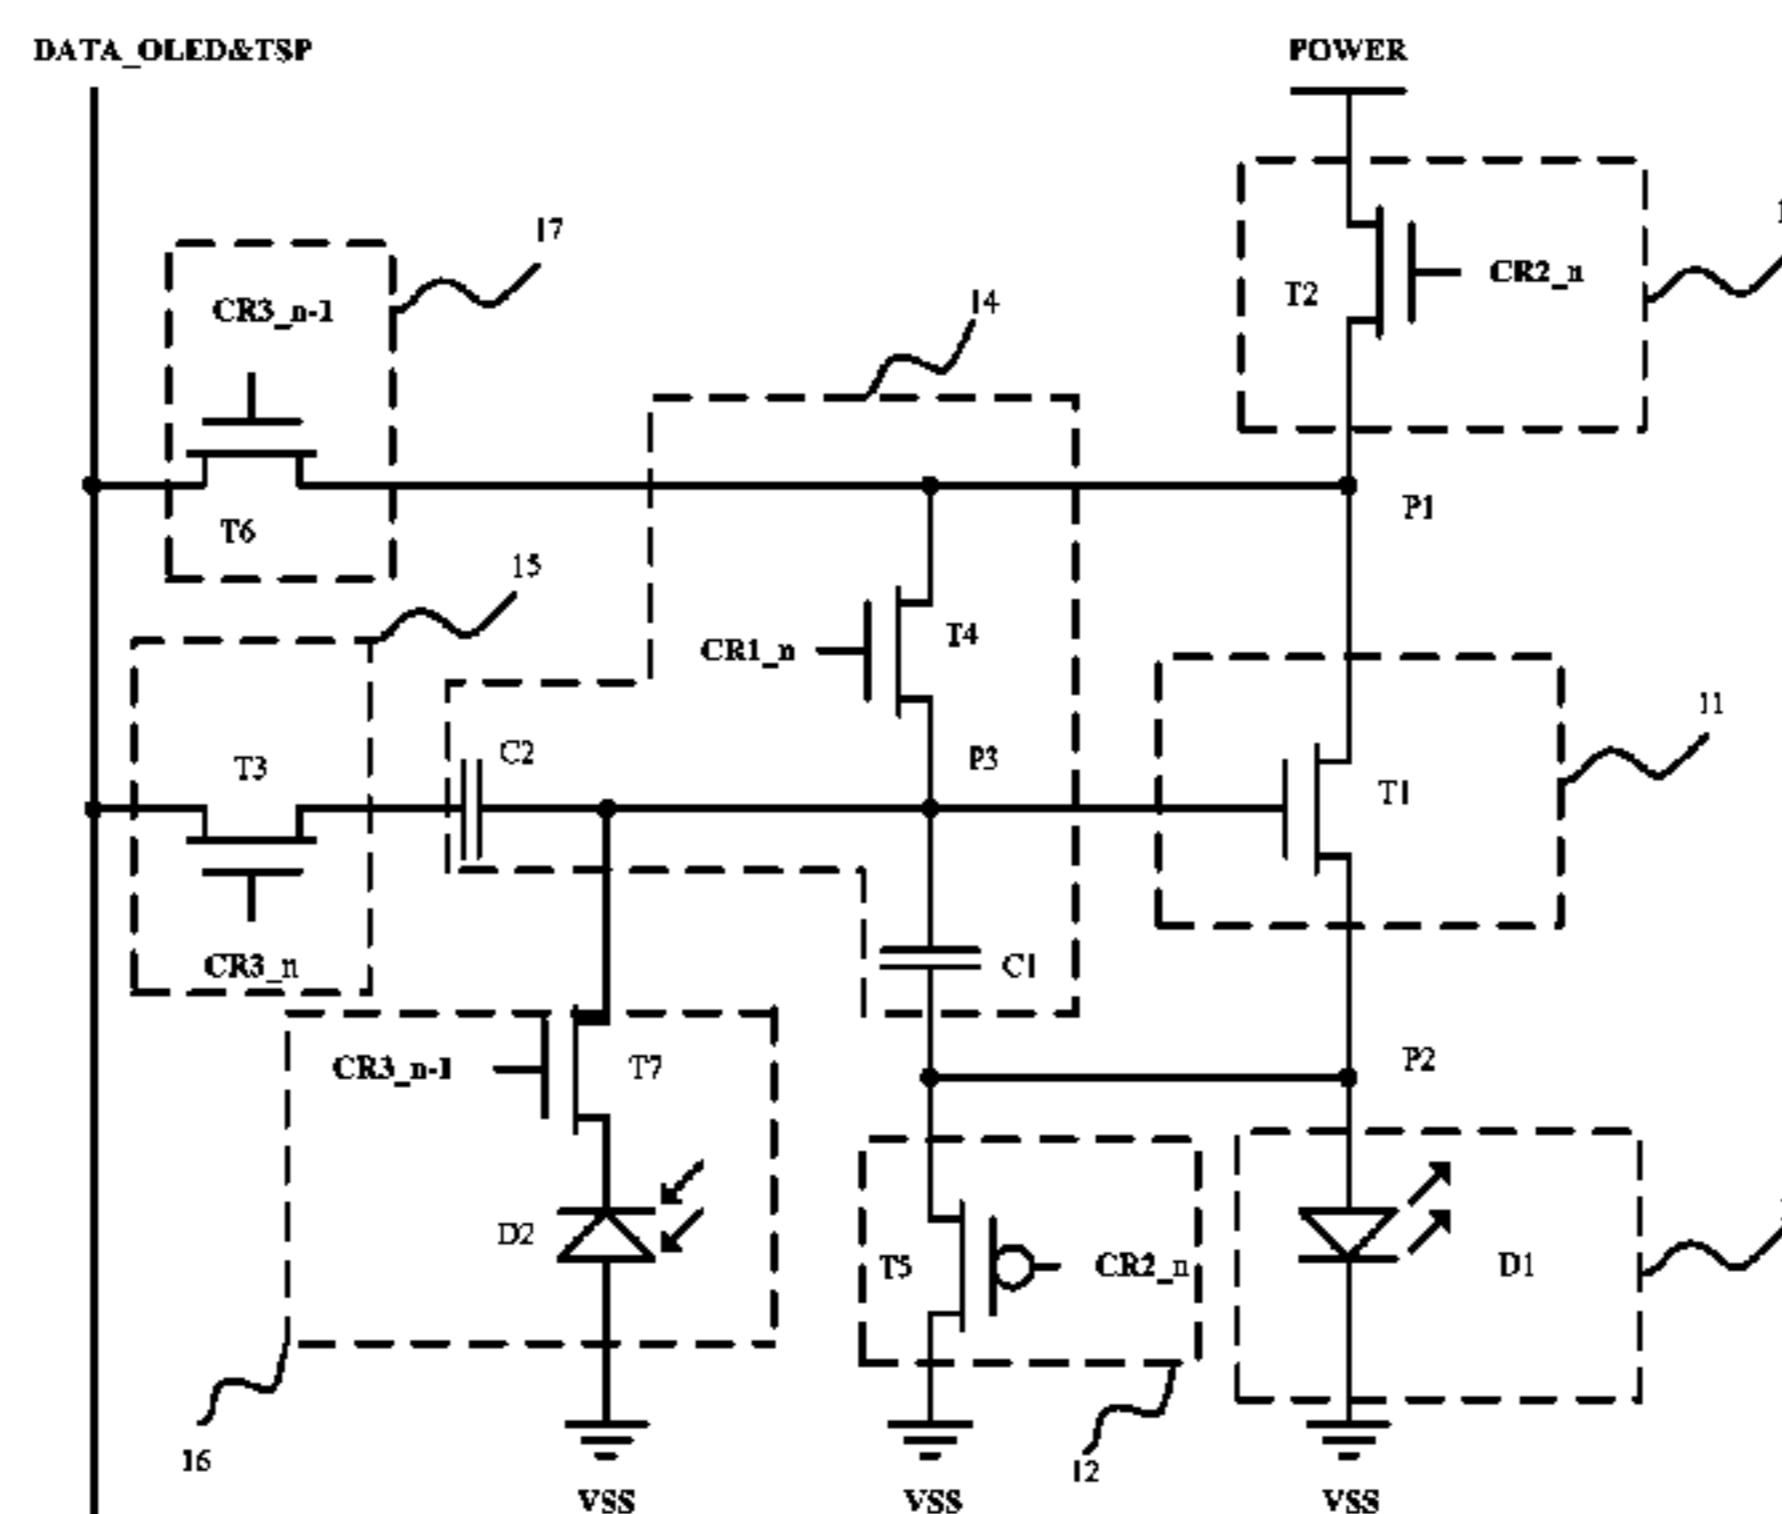 DATA_OLED&TSP
POWER
17
CR3_n-1
14
T2
CR2_n
T6
P1
15
CR1_n
T4
11
T3
C2
P3
T1
CR3_n
C1
CR3_n-1
T7
P2
D2
T5
CR2_n
D1
16
12
VSS
VSS
VSS